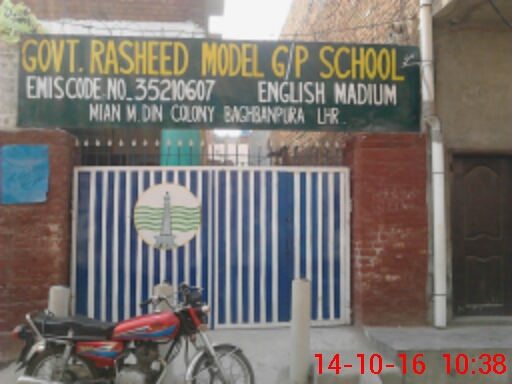 GOVT. RASHEED MODEL G/P SCHOOL
EMIS CODE. NO. 35210607 ENGLISH MADIUM
MIAN M. DIN COLONY BAGHBANPURA LHR.
14-10-16 10:38